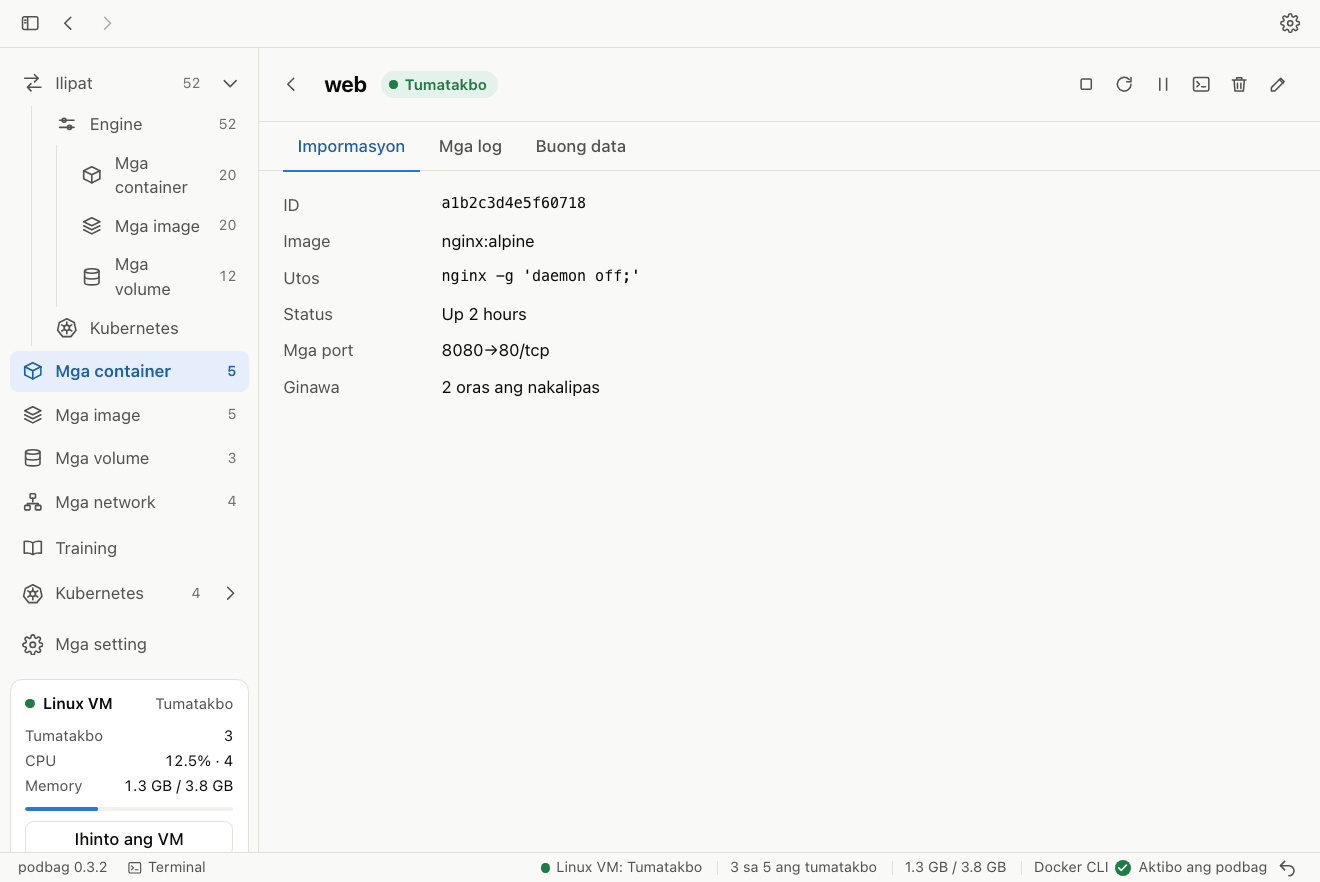 Ilipat 52
Engine 52
Mga container 20
Mga image 20
Mga volume 12
Kubernetes
Mga container 5
Mga image 5
Mga volume 3
Mga network 4
Training
Kubernetes 4
Mga setting
Linux VM Tumatakbo
Tumatakbo 3
CPU 12.5% · 4
Memory 1.3 GB / 3.8 GB
Ihinto ang VM
web Tumatakbo
Impormasyon Mga log Buong data
ID a1b2c3d4e5f60718
Image nginx:alpine
Utos nginx -g 'daemon off;'
Status Up 2 hours
Mga port 8080→80/tcp
Ginawa 2 oras ang nakalipas
podbag 0.3.2 Terminal Linux VM: Tumatakbo 3 sa 5 ang tumatakbo 1.3 GB / 3.8 GB Docker CLI Aktibo ang podbag